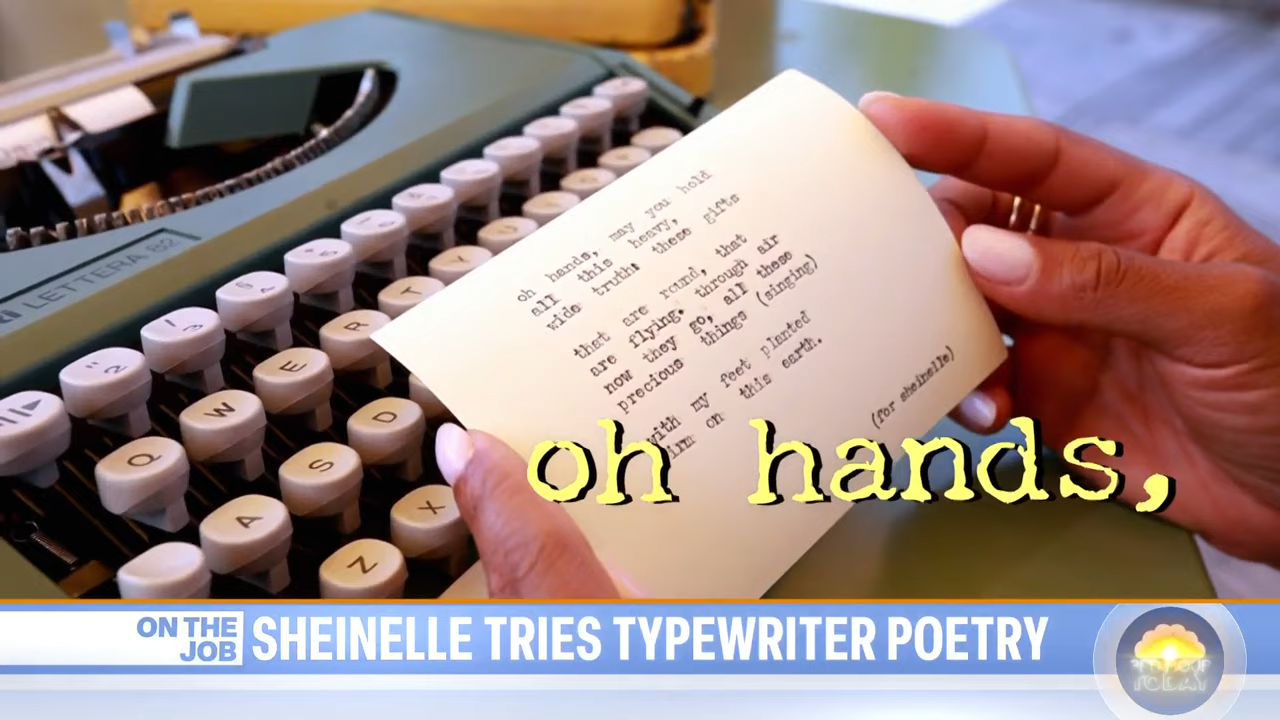 LETTERA 82
oh hands, may you hold
all this heavy,
wide truth. these gifts
that are round, that
are flying. through air
now they go, all these
precious things (singing)
with my feet planted
on this earth.
(for sheinelle)
Q W E R T Y
A S D
Z X
oh hands,
ON THE
JOB
SHEINELLE TRIES TYPEWRITER POETRY
TODAY